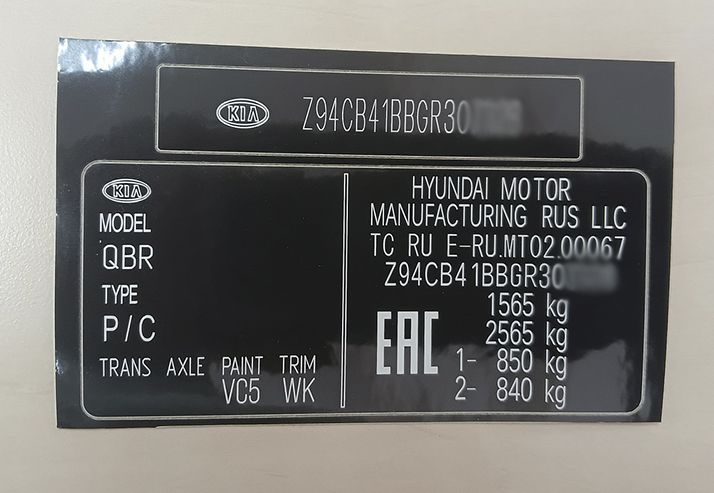 KIA Z94CB41BBGR30
KIA
MODEL
QBR
TYPE
P/C
TRANS AXLE PAINT TRIM
VC5 WK
HYUNDAI MOTOR
MANUFACTURING RUS LLC
TC RU E-RU.MT02.00067
Z94CB41BBGR30
1565 kg
EAC
2565 kg
1- 850 kg
2- 840 kg